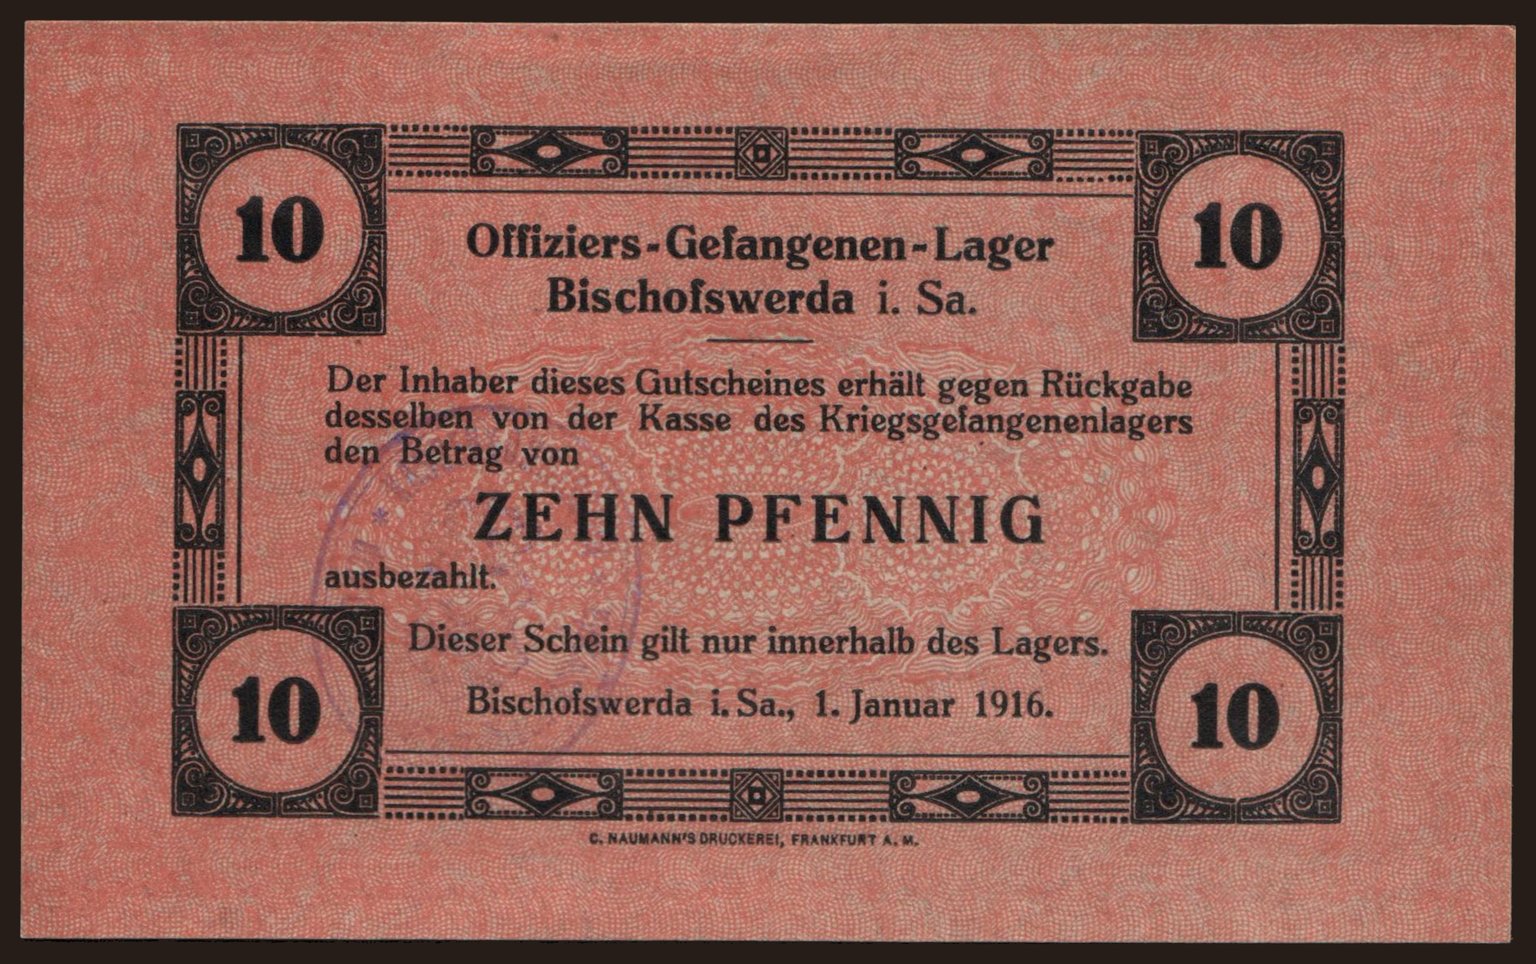 10 10
Offiziers-Gefangenen-Lager
Bischofswerda i. Sa.
Der Inhaber dieses Gutscheines erhält gegen Rückgabe
desselben von der Kasse des Kriegsgefangenenlagers
den Betrag von
ZEHN PFENNIG
ausbezahlt.
Dieser Schein gilt nur innerhalb des Lagers.
Bischofswerda i. Sa., 1. Januar 1916.
10 10
C. NAUMANN'S DRUCKEREI, FRANKFURT A. M.